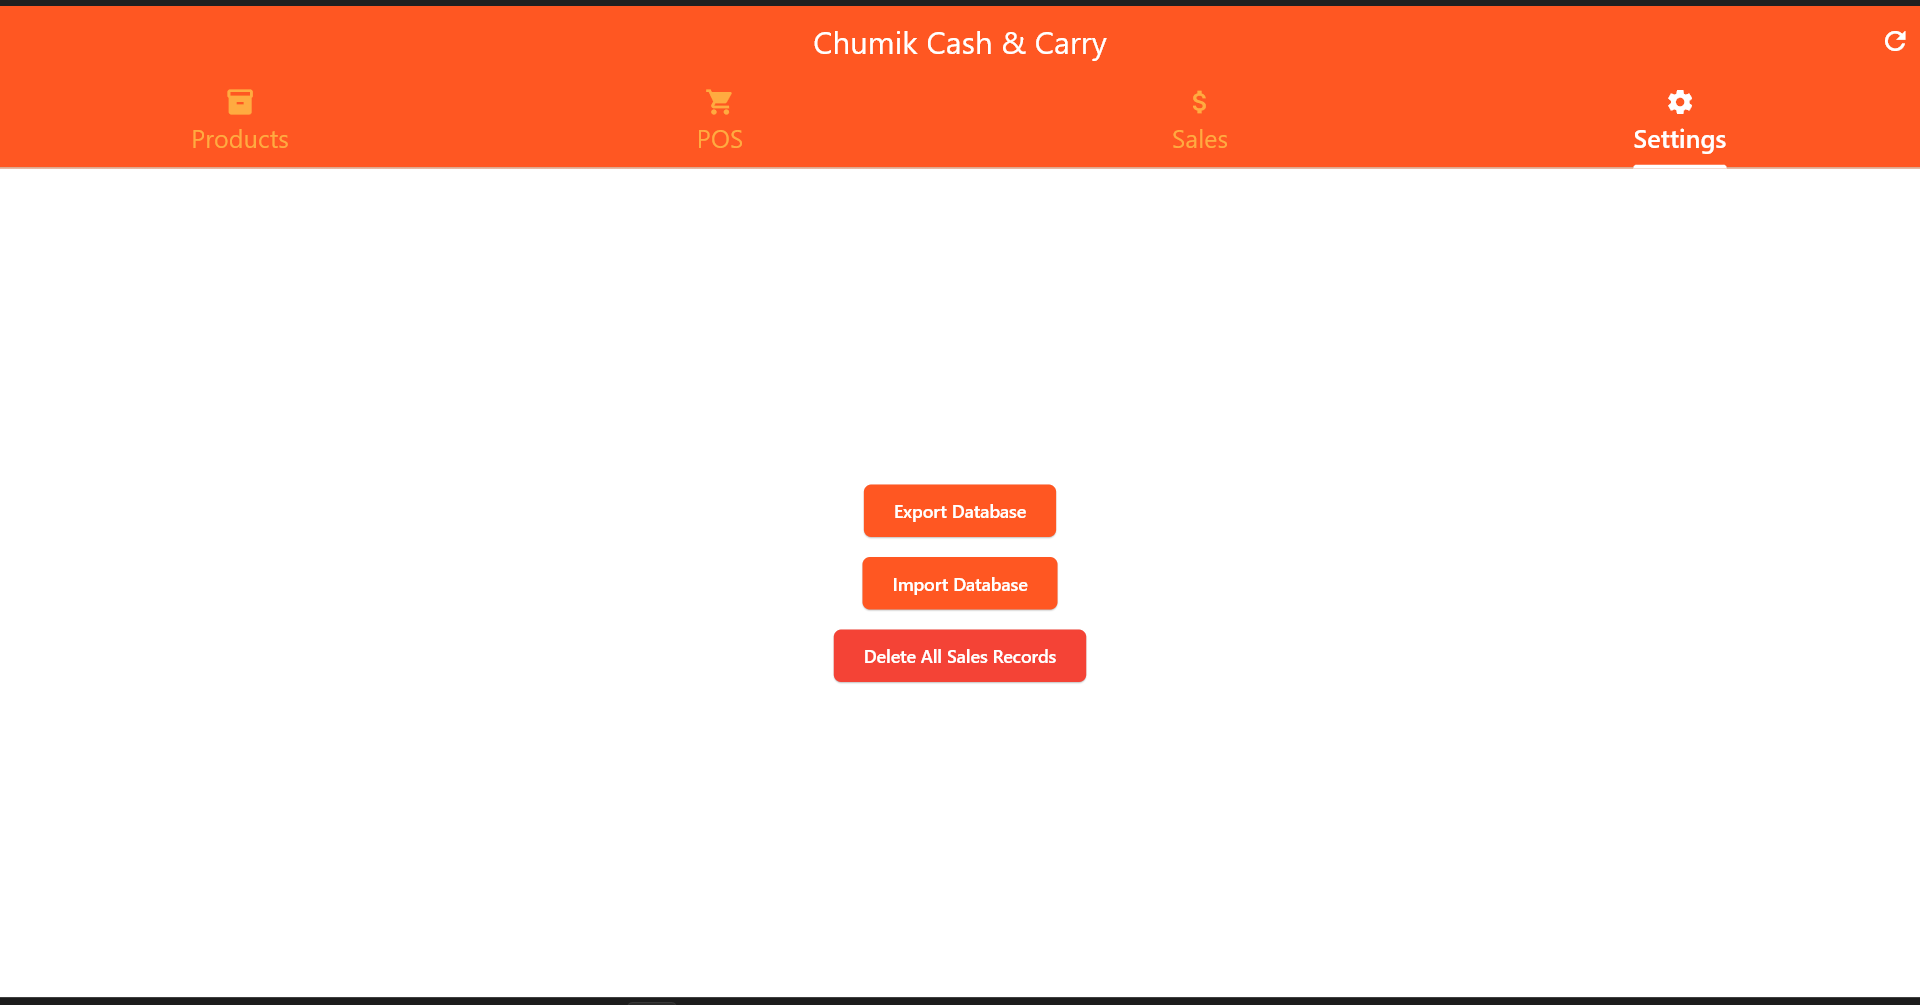 Chumik Cash & Carry
Products
POS
Sales
Settings
Export Database
Import Database
Delete All Sales Records